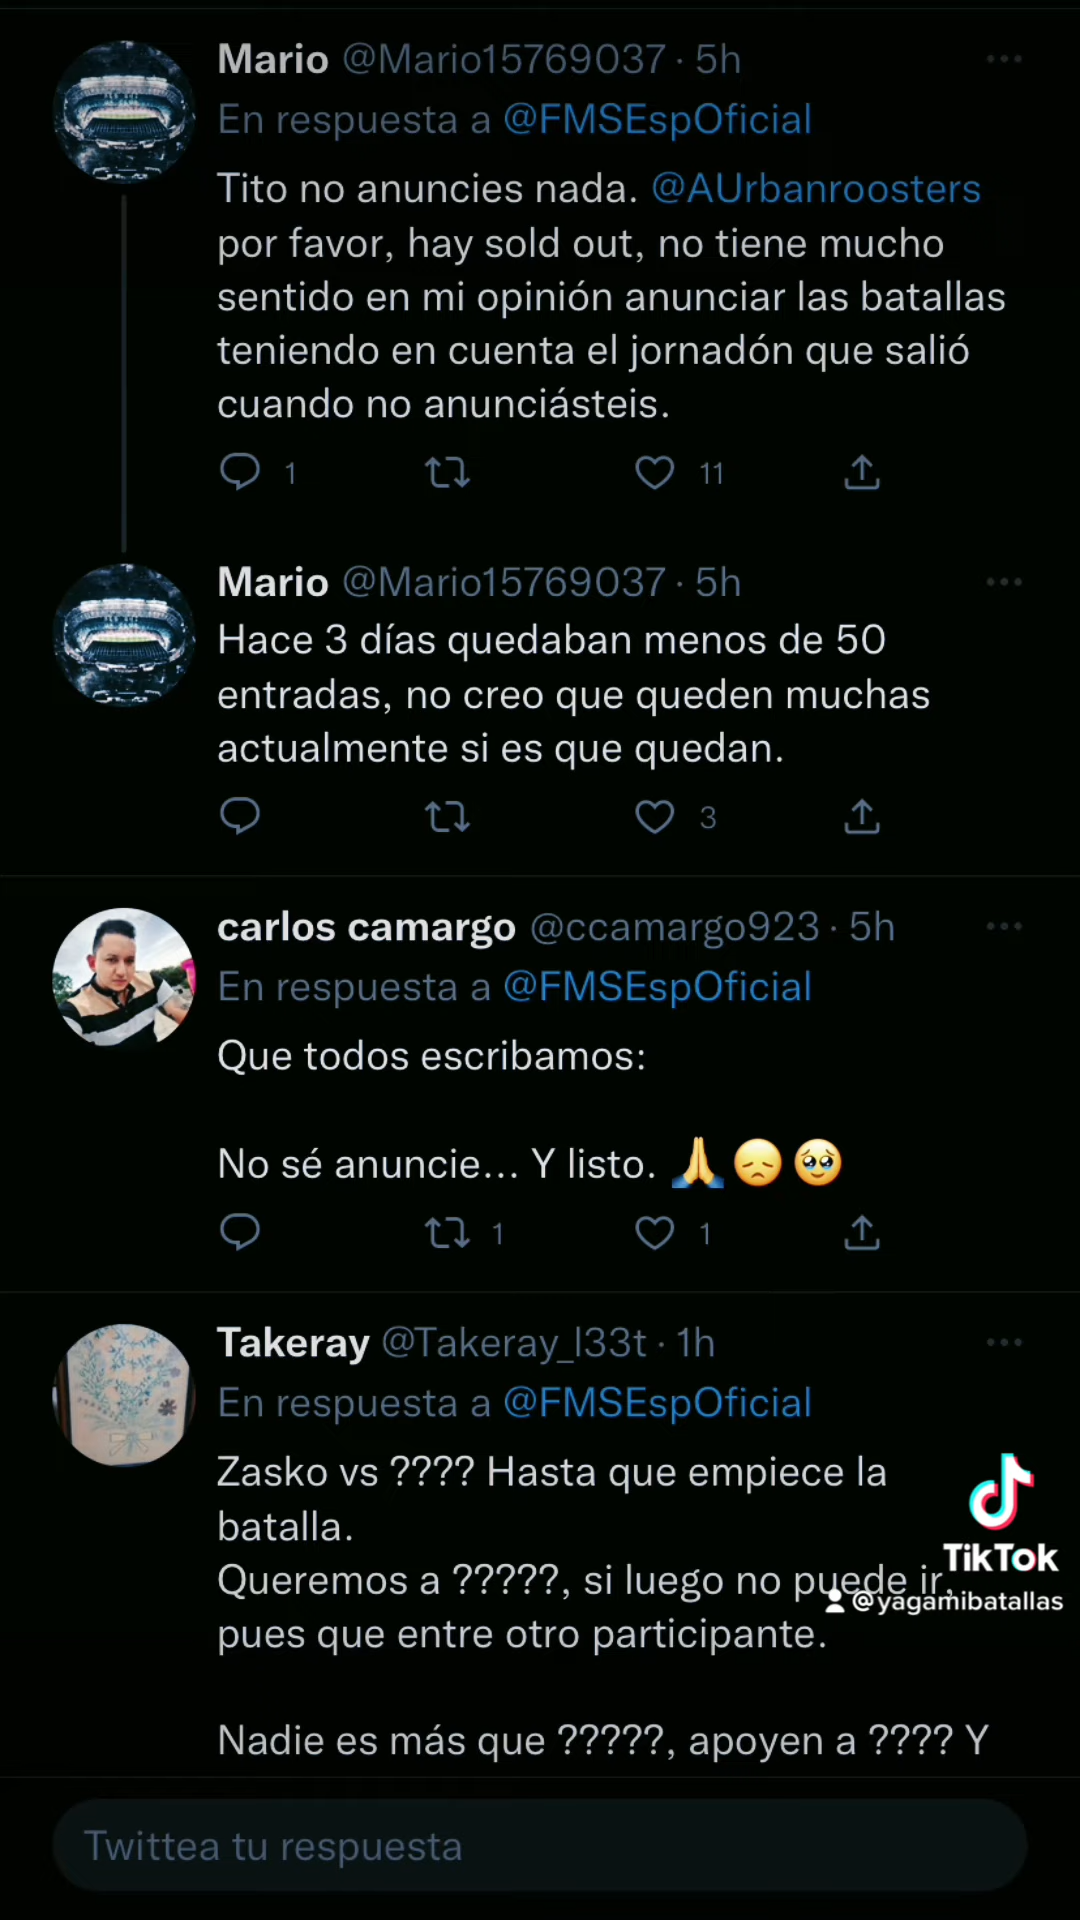 Mario @Mario15769037 · 5h
En respuesta a @FMSEspOficial
Tito no anuncies nada. @AUrbanroosters
por favor, hay sold out, no tiene mucho
sentido en mi opinión anunciar las batallas
teniendo en cuenta el jornadón que salió
cuando no anunciásteis.
1 11
Mario @Mario15769037 · 5h
Hace 3 días quedaban menos de 50
entradas, no creo que queden muchas
actualmente si es que quedan.
3
carlos camargo @ccamargo923 · 5h
En respuesta a @FMSEspOficial
Que todos escribamos:
No sé anuncie... Y listo. 🙏😞🥹
1 1
Takeray @Takeray_l33t · 1h
En respuesta a @FMSEspOficial
Zasko vs ???? Hasta que empiece la
batalla.
Queremos a ?????, si luego no puede ir,
pues que entre otro participante.
Nadie es más que ?????, apoyen a ???? Y
TikTok
@yagamibatallas
Twittea tu respuesta